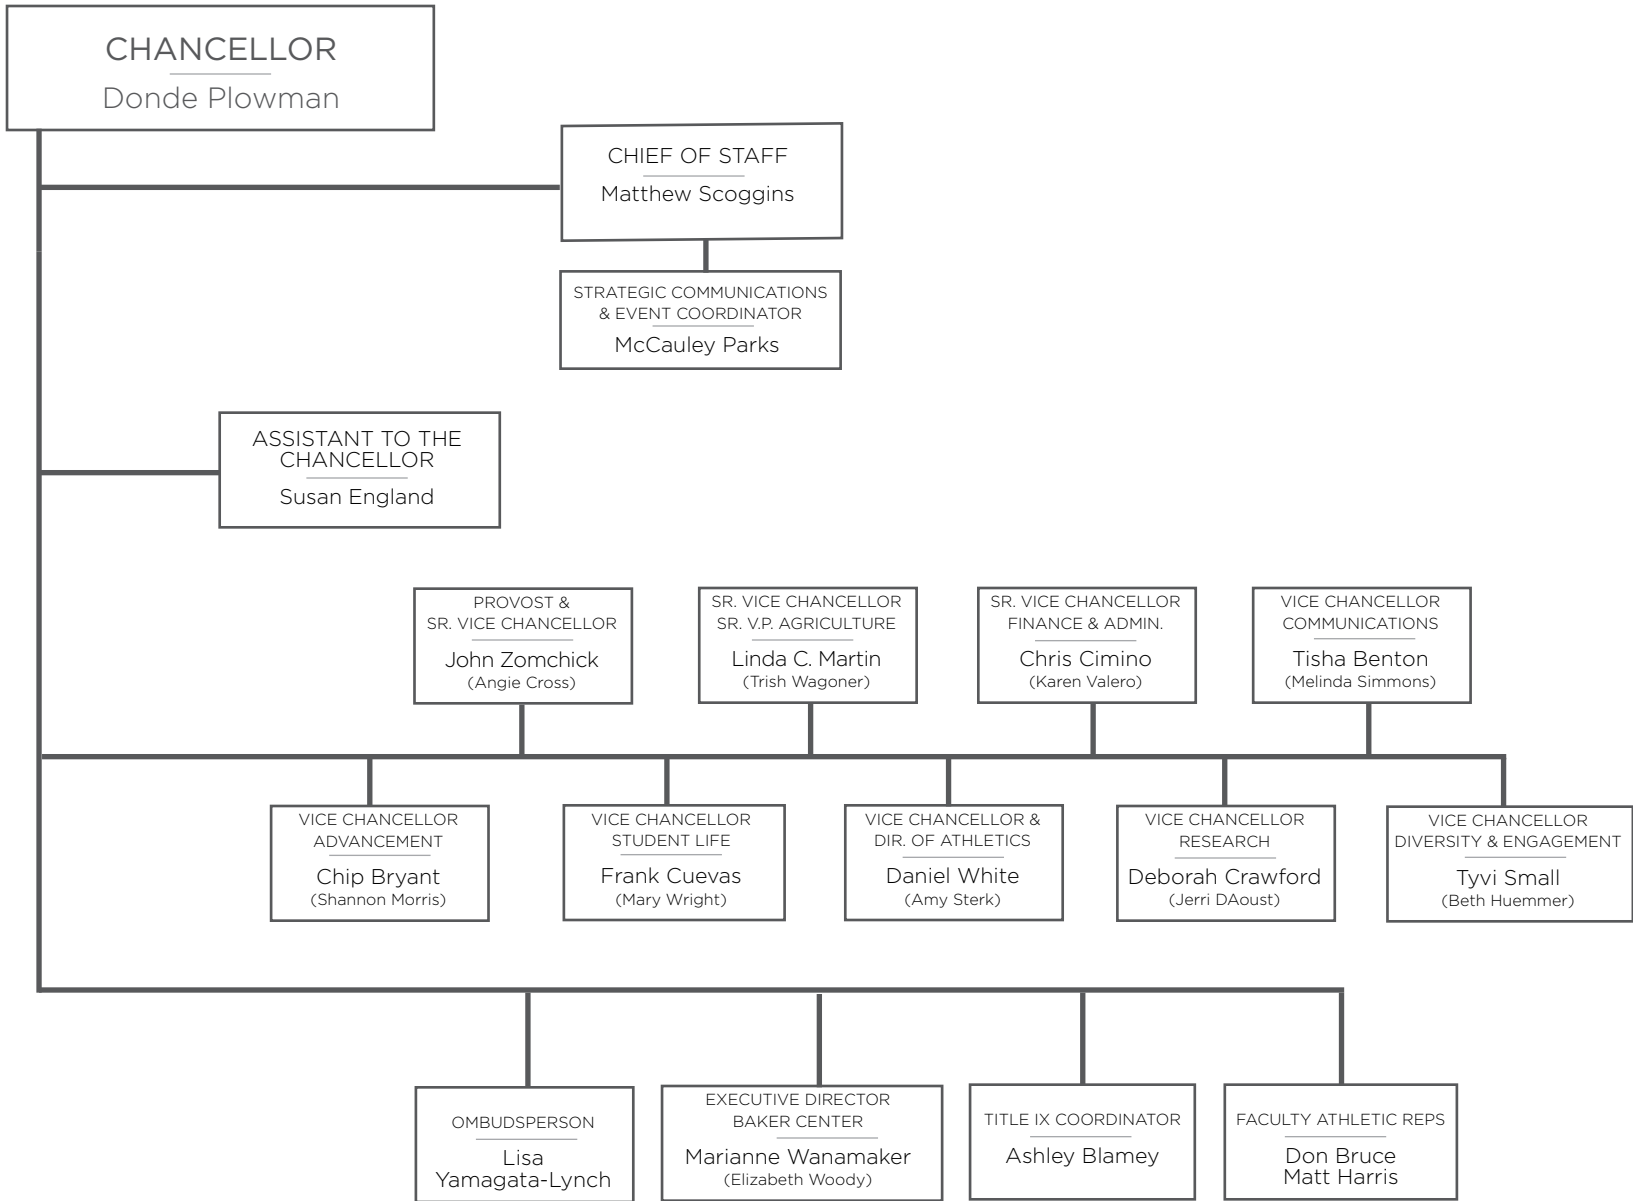 CHANCELLOR
Donde Plowman
CHIEF OF STAFF
Matthew Scoggins
STRATEGIC COMMUNICATIONS
& EVENT COORDINATOR
McCauley Parks
ASSISTANT TO THE
CHANCELLOR
Susan England
PROVOST &
SR. VICE CHANCELLOR
John Zomchick
(Angie Cross)
SR. VICE CHANCELLOR
SR. V.P. AGRICULTURE
Linda C. Martin
(Trish Wagoner)
SR. VICE CHANCELLOR
FINANCE & ADMIN.
Chris Cimino
(Karen Valero)
VICE CHANCELLOR
COMMUNICATIONS
Tisha Benton
(Melinda Simmons)
VICE CHANCELLOR
ADVANCEMENT
Chip Bryant
(Shannon Morris)
VICE CHANCELLOR
STUDENT LIFE
Frank Cuevas
(Mary Wright)
VICE CHANCELLOR &
DIR. OF ATHLETICS
Daniel White
(Amy Sterk)
VICE CHANCELLOR
RESEARCH
Deborah Crawford
(Jerri DAoust)
VICE CHANCELLOR
DIVERSITY & ENGAGEMENT
Tyvi Small
(Beth Huemmer)
OMBUDSPERSON
Lisa
Yamagata-Lynch
EXECUTIVE DIRECTOR
BAKER CENTER
Marianne Wanamaker
(Elizabeth Woody)
TITLE IX COORDINATOR
Ashley Blamey
FACULTY ATHLETIC REPS
Don Bruce
Matt Harris